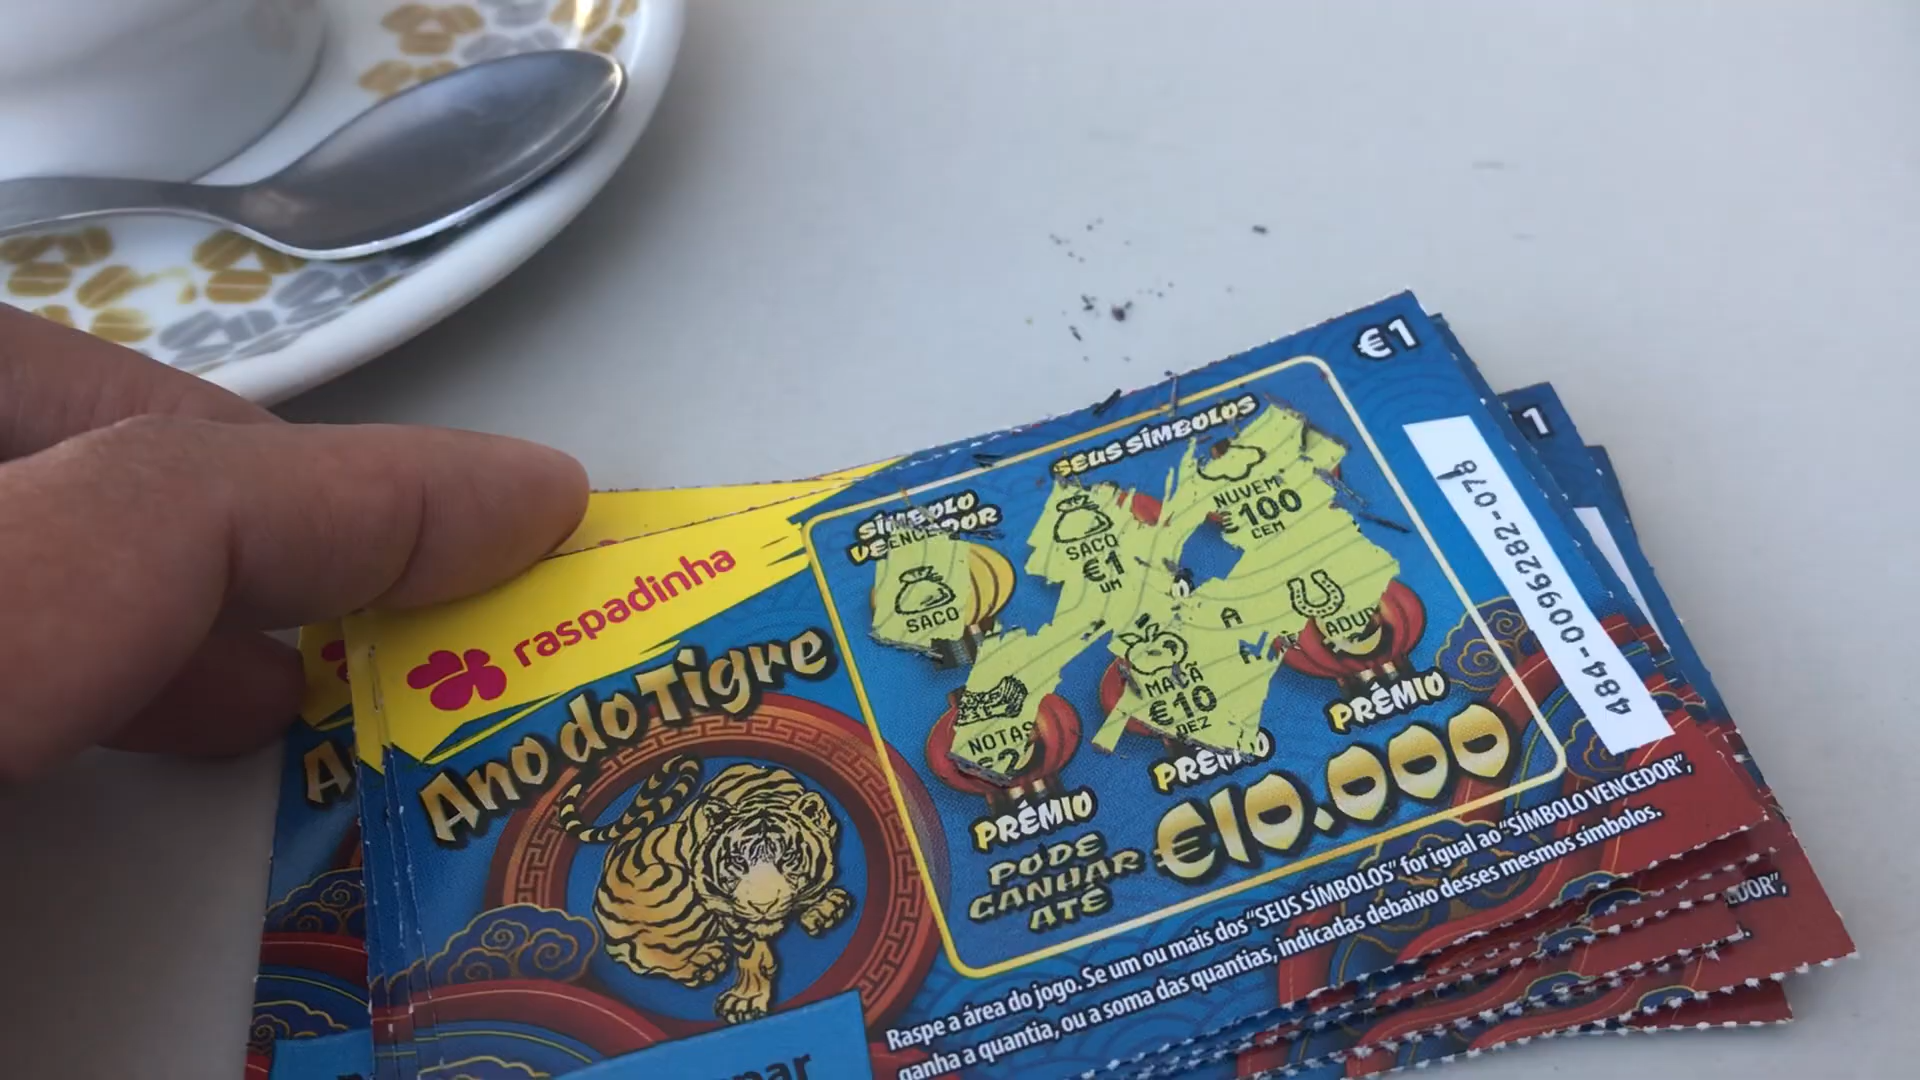 €1
1
484-0096282-078
raspadinha
Ano do Tigre
SÍMBOLO
VENCEDOR
SACO
SEUS SÍMBOLOS
SACO
€1
UM
NUVEM
€100
CEM
NOTAS
MAÇÃ
€10
DEZ
PRÉMIO
PRÉMIO
PRÉMIO
PODE
GANHAR
ATÉ
€10.000
Raspe a área do jogo. Se um ou mais dos "SEUS SÍMBOLOS" for igual ao "SÍMBOLO VENCEDOR",
ganha a quantia, ou a soma das quantias, indicadas debaixo desses mesmos símbolos.